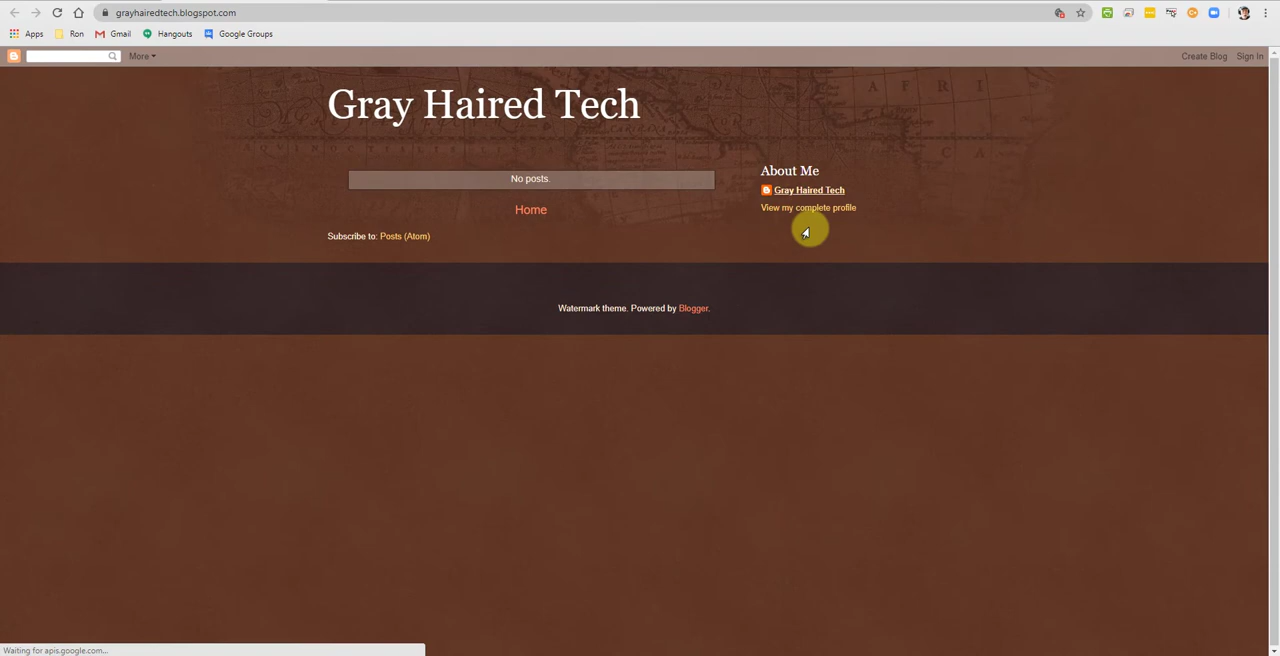 grayhairedtech.blogspot.com
Apps Ron Gmail Hangouts Google Groups
More Create Blog Sign In
Gray Haired Tech
No posts.
Home
Subscribe to: Posts (Atom)
About Me
Gray Haired Tech
View my complete profile
Watermark theme. Powered by Blogger.
Waiting for apis.google.com...